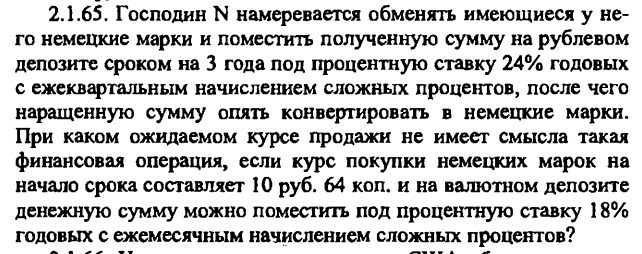 2.1.65. Господин N намеревается обменять имеющиеся у не-
го немецкие марки и поместить полученную сумму на рублевом
депозите сроком на 3 года под процентную ставку 24% годовых
с ежеквартальным начислением сложных процентов, после чего
наращенную сумму опять конвертировать в немецкие марки.
При каком ожидаемом курсе продажи не имеет смысла такая
финансовая операция, если курс покупки немецких марок на
начало срока составляет 10 руб. 64 коп. и на валютном депозите
денежную сумму можно поместить под процентную ставку 18%
годовых с ежемесячным начислением сложных процентов?